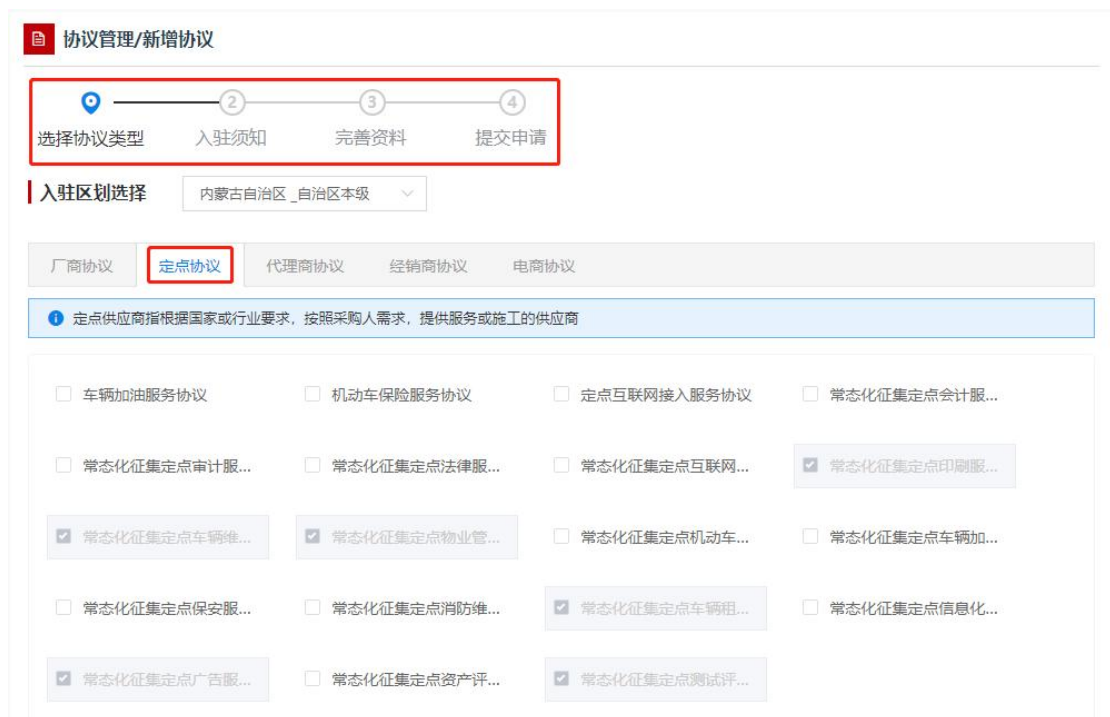 协议管理/新增协议
2 3 4
选择协议类型 入驻须知 完善资料 提交申请
入驻区划选择 内蒙古自治区 _自治区本级
厂商协议 定点协议 代理商协议 经销商协议 电商协议
定点供应商指根据国家或行业要求，按照采购人需求，提供服务或施工的供应商
车辆加油服务协议 机动车保险服务协议 定点互联网接入服务协议 常态化征集定点会计服...
常态化征集定点审计服... 常态化征集定点法律服... 常态化征集定点互联网... 常态化征集定点印刷服...
常态化征集定点车辆维... 常态化征集定点物业管... 常态化征集定点机动车... 常态化征集定点车辆加...
常态化征集定点保安服... 常态化征集定点消防维... 常态化征集定点车辆租... 常态化征集定点信息化...
常态化征集定点广告服... 常态化征集定点资产评... 常态化征集定点测试评...